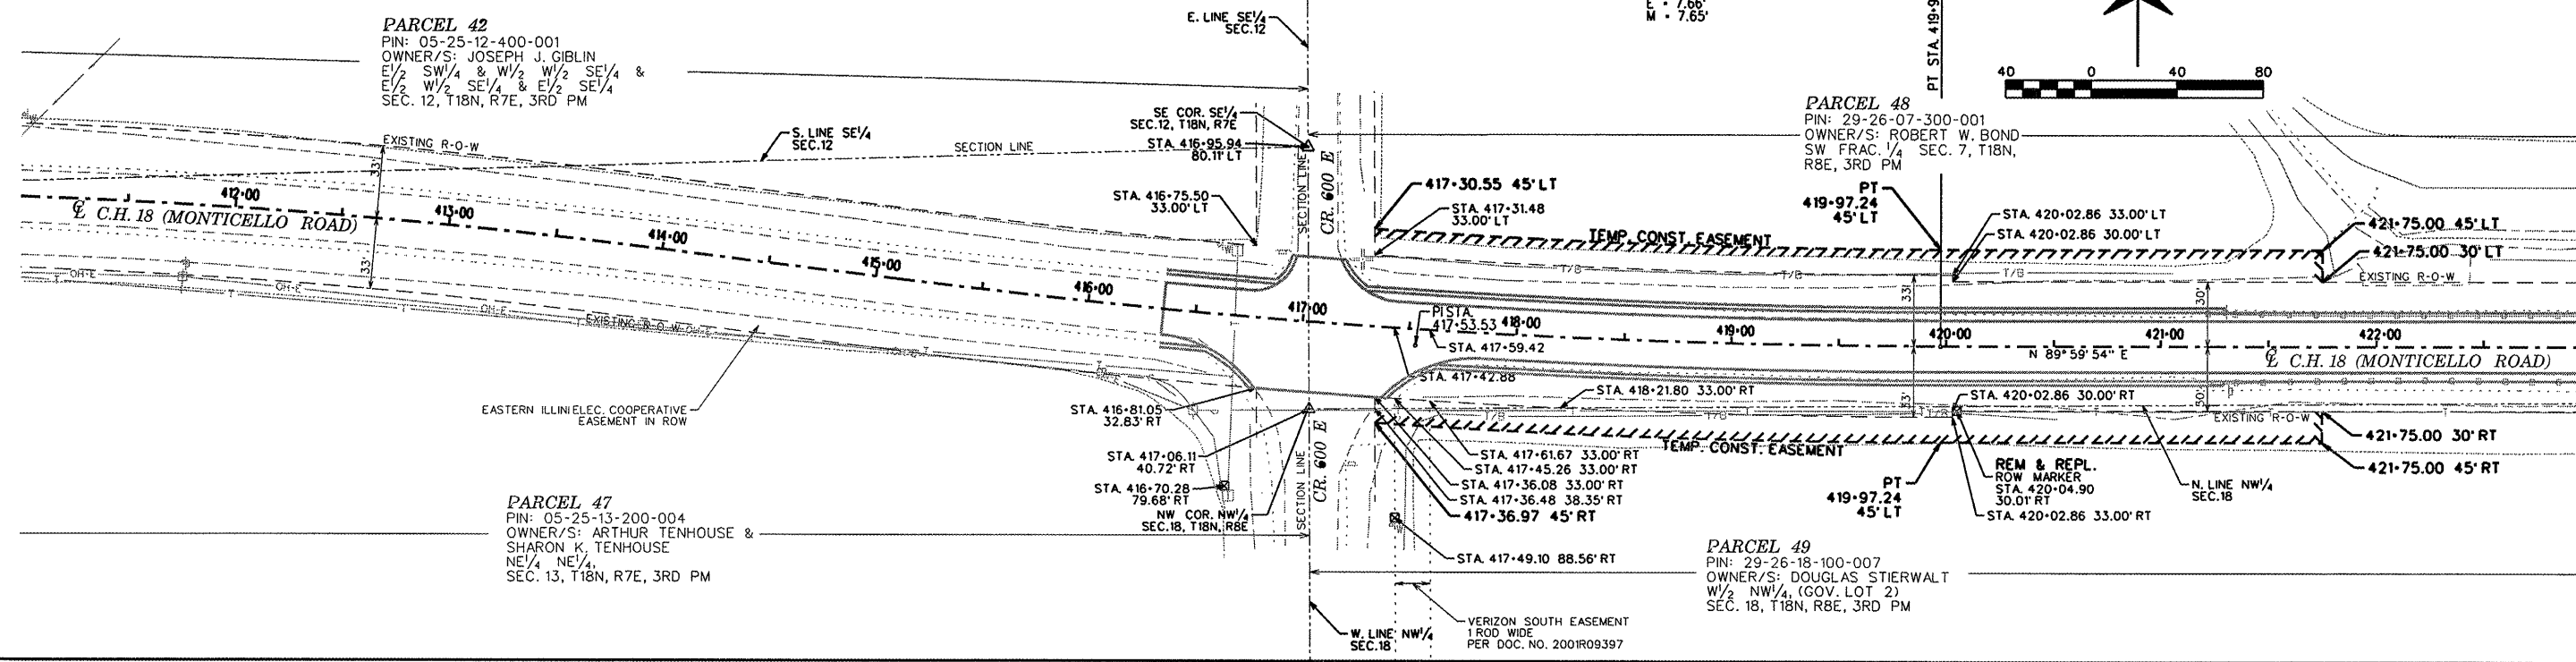 PARCEL 42
PIN: 05-25-12-400-001
OWNER/S: JOSEPH J. GIBLIN
E1/2 SW1/4 & W1/2 W1/2 SE1/4 &
E1/2 W1/2 SE1/4 & E1/2 SE1/4
SEC. 12, T18N, R7E, 3RD PM
E. LINE SE1/4
SEC.12
E = 7.66'
M = 7.65'
PT STA. 419+9
40 0 40 80
PARCEL 48
PIN: 29-26-07-300-001
OWNER/S: ROBERT W. BOND
SW FRAC. 1/4 SEC. 7, T18N,
R8E, 3RD PM
EXISTING R-O-W
S. LINE SE1/4
SEC.12
SECTION LINE
SE COR. SE1/4
SEC.12, T18N, R7E
STA. 416+95.94
80.11' LT
SECTION LINE
CR. 600 E
STA. 416+75.50
33.00' LT
417+30.55 45' LT
STA. 417+31.48
33.00' LT
TEMP. CONST. EASEMENT
PT
419+97.24
45' LT
STA. 420+02.86 33.00' LT
STA. 420+02.86 30.00' LT
421+75.00 45' LT
421+75.00 30' LT
EXISTING R-O-W
33'
33'
412+00
413+00
414+00
415+00
416+00
417+00
418+00
419+00
420+00
421+00
422+00
℄ C.H. 18 (MONTICELLO ROAD)
PI STA.
417+53.53
STA. 417+59.42
STA. 417+42.88
T/B
T/B
T/B
33'
33'
30'
30'
N 89° 59' 54" E
℄ C.H. 18 (MONTICELLO ROAD)
OH-E
OH-E
OH-E
EXISTING R-O-W
EASTERN ILLINI ELEC. COOPERATIVE
EASEMENT IN ROW
STA. 416+81.05
32.83' RT
STA. 417+06.11
40.72' RT
STA. 416+70.28
79.68' RT
NW COR. NW1/4
SEC.18, T18N, R8E
SECTION LINE
CR. 600 E
STA. 418+21.80 33.00' RT
T/B
T/B
T/B
STA. 417+61.67 33.00' RT
STA. 417+45.26 33.00' RT
STA. 417+36.08 33.00' RT
STA. 417+36.48 38.35' RT
417+36.97 45' RT
TEMP. CONST. EASEMENT
STA. 420+02.86 30.00' RT
EXISTING R-O-W
421+75.00 30' RT
421+75.00 45' RT
PT
419+97.24
45' LT
REM & REPL.
ROW MARKER
STA. 420+04.90
30.01' RT
STA. 420+02.86 33.00' RT
N. LINE NW1/4
SEC.18
PARCEL 47
PIN: 05-25-13-200-004
OWNER/S: ARTHUR TENHOUSE &
SHARON K. TENHOUSE
NE1/4 NE1/4,
SEC. 13, T18N, R7E, 3RD PM
STA. 417+49.10 88.56' RT
PARCEL 49
PIN: 29-26-18-100-007
OWNER/S: DOUGLAS STIERWALT
W1/2 NW1/4, (GOV. LOT 2)
SEC. 18, T18N, R8E, 3RD PM
W. LINE NW1/4
SEC.18
VERIZON SOUTH EASEMENT
1 ROD WIDE
PER DOC. NO. 2001R09397